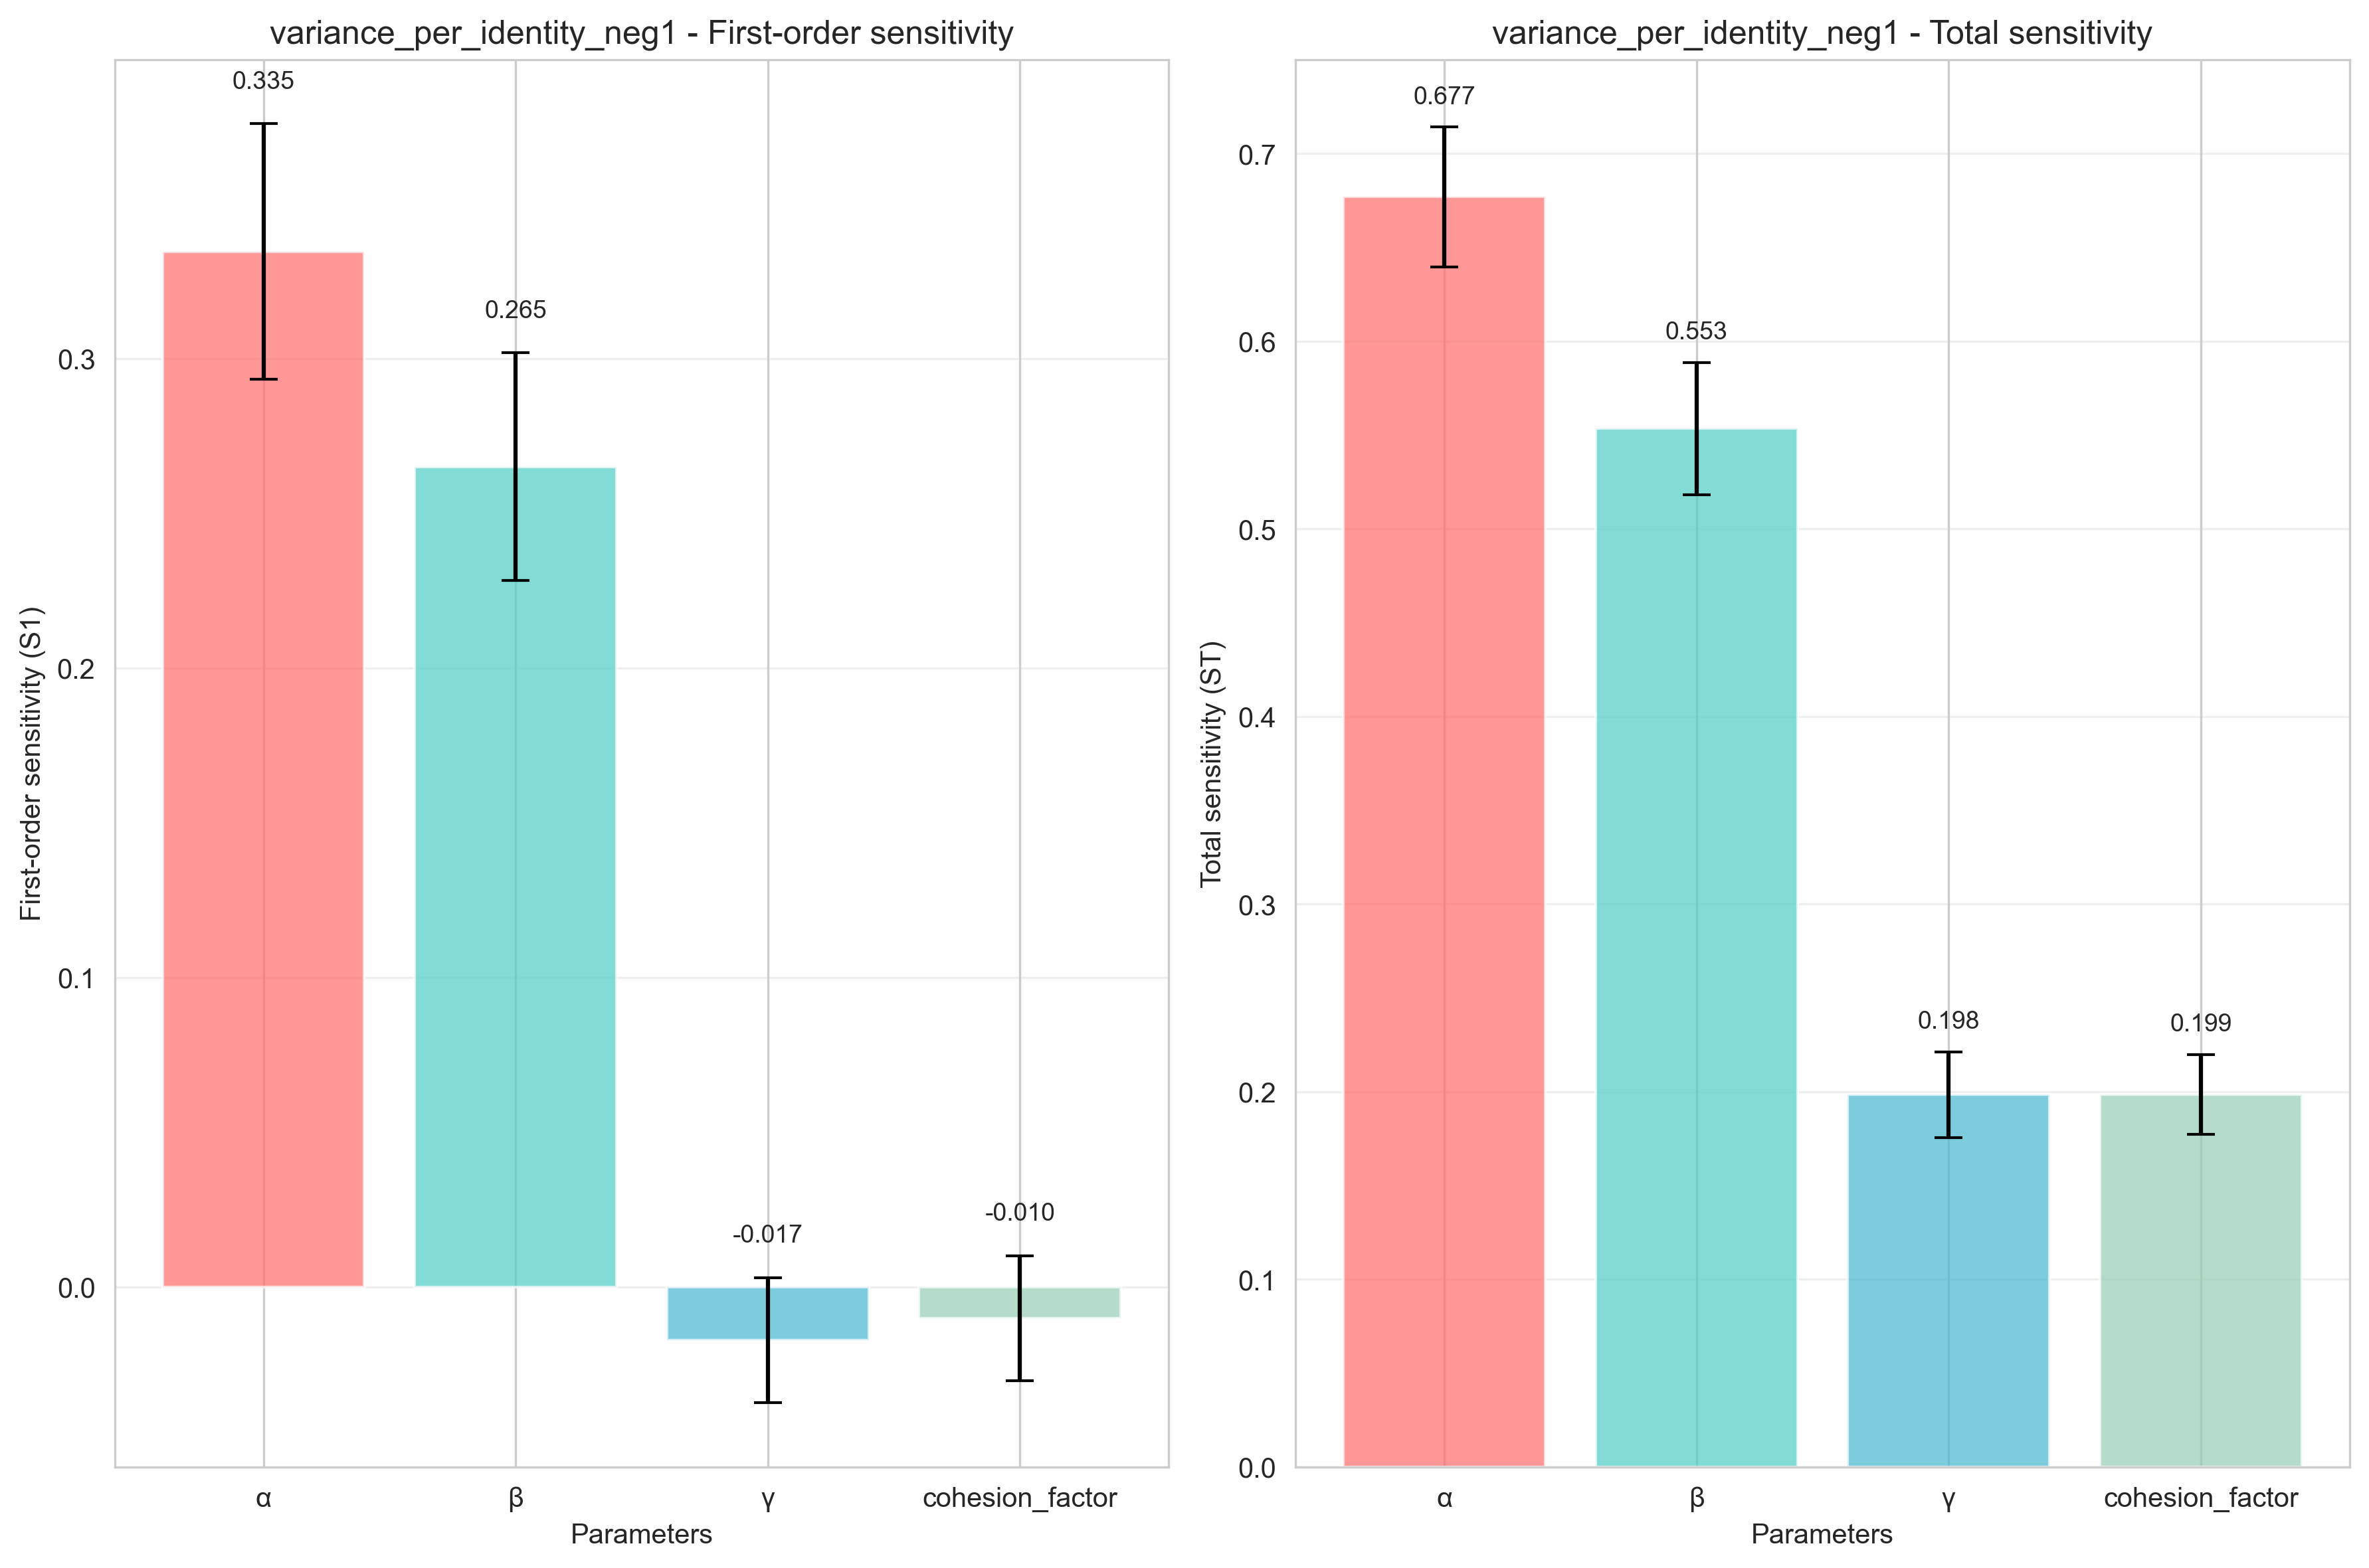 variance_per_identity_neg1 - First-order sensitivity
First-order sensitivity (S1)
0.3
0.2
0.1
0.0
0.335
0.265
-0.017
-0.010
α
β
γ
cohesion_factor
Parameters
variance_per_identity_neg1 - Total sensitivity
Total sensitivity (ST)
0.7
0.6
0.5
0.4
0.3
0.2
0.1
0.0
0.677
0.553
0.198
0.199
α
β
γ
cohesion_factor
Parameters